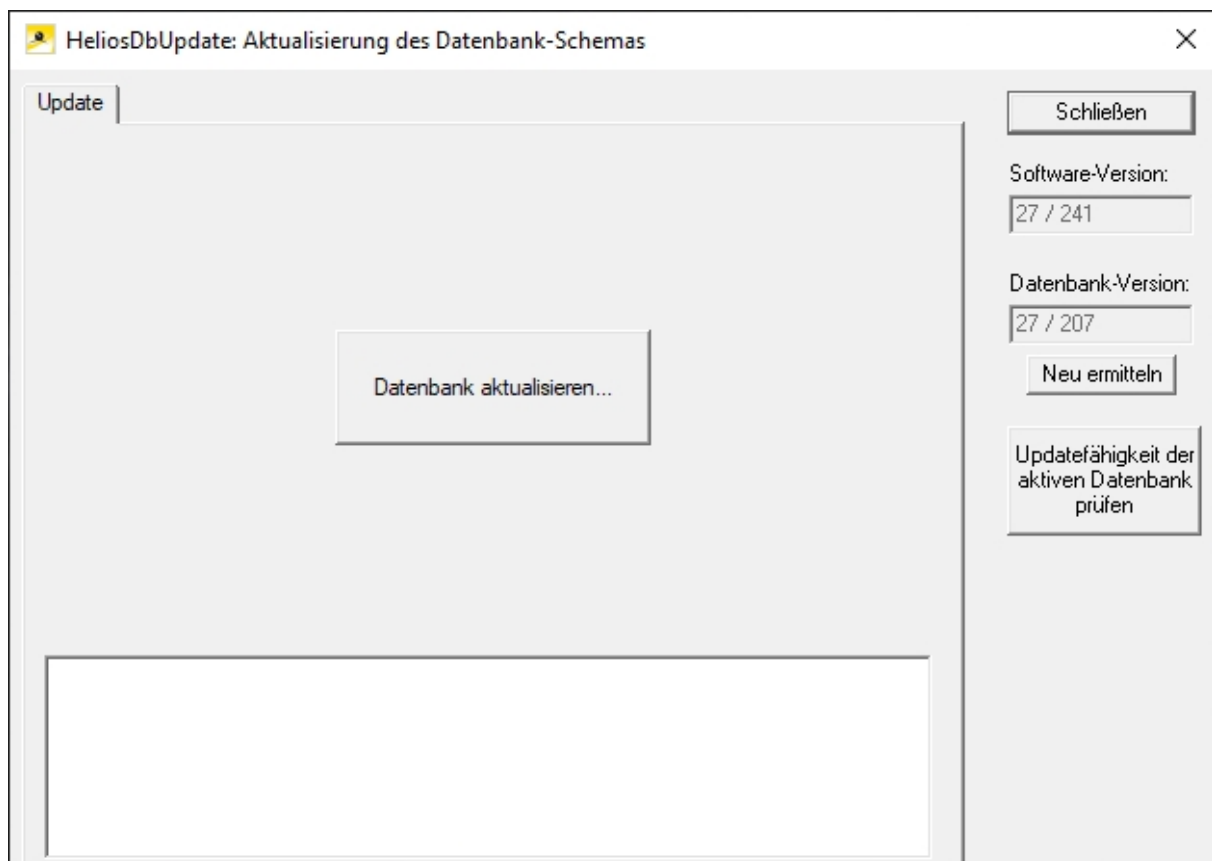 HeliosDbUpdate: Aktualisierung des Datenbank-Schemas
Update
Schließen
Software-Version:
27 / 241
Datenbank-Version:
27 / 207
Neu ermitteln
Datenbank aktualisieren...
Updatefähigkeit der
aktiven Datenbank
prüfen